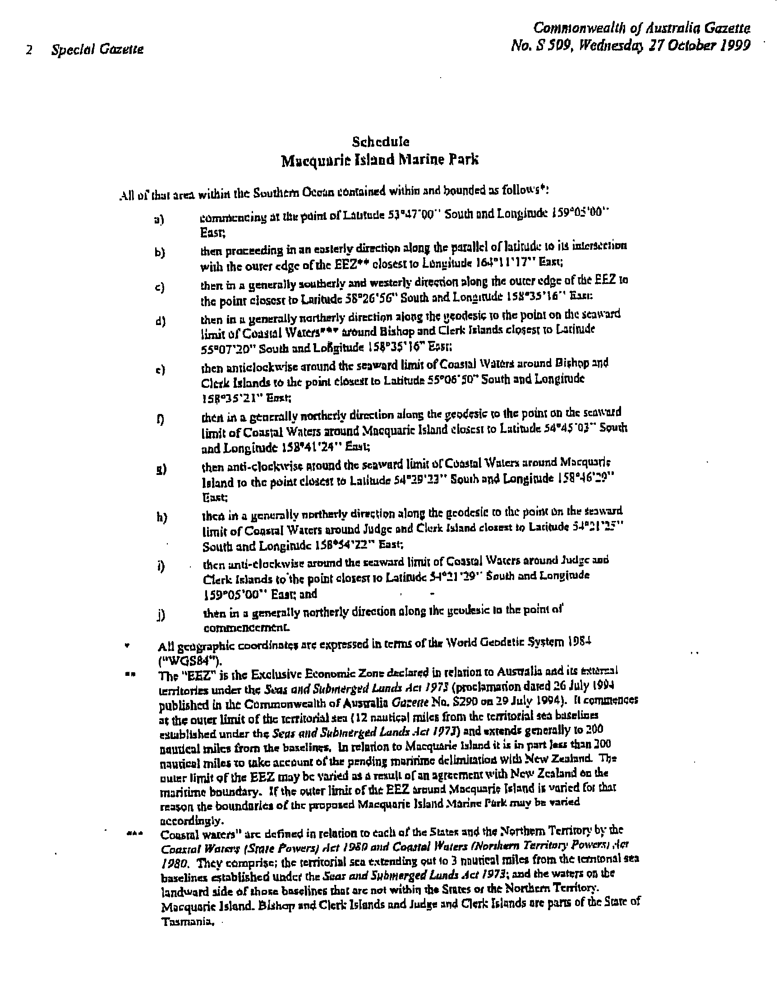 Commonwealth of Australia Gazette
2 Special Gazette
No. S 509, Wednesday 27 October 1999
Schedule
Macquarie Island Marine Park
All of that area within the Southern Ocean contained within and bounded as follows*:
a) commencing at the point of Latitude 53°47'00'' South and Longitude 159°05'00''
East;
b) then proceeding in an easterly direction along the parallel of latitude to its intersection
with the outer edge of the EEZ** closest to Longitude 164°11'17'' East;
c) then in a generally southerly and westerly direction along the outer edge of the EEZ to
the point closest to Latitude 58°26'56'' South and Longitude 158°35'16'' East;
d) then in a generally northerly direction along the geodesic to the point on the seaward
limit of Coastal Waters*** around Bishop and Clerk Islands closest to Latitude
55°07'20'' South and Longitude 158°35'16'' East;
e) then anticlockwise around the seaward limit of Coastal Waters around Bishop and
Clerk Islands to the point closest to Latitude 55°06'50'' South and Longitude
158°35'21'' East;
f) then in a generally northerly direction along the geodesic to the point on the seaward
limit of Coastal Waters around Macquarie Island closest to Latitude 54°45'03'' South
and Longitude 158°41'24'' East;
g) then anti-clockwise around the seaward limit of Coastal Waters around Macquarie
Island to the point closest to Latitude South and Longitude
East;
h) then in a generally northerly direction along the geodesic to the point on the seaward
limit of Coastal Waters around Judge and Clerk Island closest to Latitude
South and Longitude 158°54'22'' East;
i) then anti-clockwise around the seaward limit of Coastal Waters around Judge and
Clerk Islands to the point closest to Latitude 54°21'29'' South and Longitude
159°05'00'' East; and
j) then in a generally northerly direction along the geodesic to the point of
commencement.
* All geographic coordinates are expressed in terms of the World Geodetic System 1984
("WGS84").
** The "EEZ" is the Exclusive Economic Zone declared in relation to Australia and its external
territories under the Seas and Submerged Lands Act 1973 (proclamation dated 26 July 1994
published in the Commonwealth of Australia Gazette No. S290 on 29 July 1994). It commences
at the outer limit of the territorial sea (12 nautical miles from the territorial sea baselines
established under the Seas and Submerged Lands Act 1973) and extends generally to 200
nautical miles from the baselines. In relation to Macquarie Island it is in part less than 200
nautical miles to take account of the pending maritime delimitation with New Zealand. The
outer limit of the EEZ may be varied as a result of an agreement with New Zealand on the
maritime boundary. If the outer limit of the EEZ around Macquarie Island is varied for that
reason the boundaries of the proposed Macquarie Island Marine Park may be varied
accordingly.
*** Coastal waters" are defined in relation to each of the States and the Northern Territory by the
Coastal Waters (State Powers) Act 1980 and Coastal Waters (Northern Territory Powers) Act
1980. They comprise; the territorial sea extending out to 3 nautical miles from the territorial sea
baselines established under the Seas and Submerged Lands Act 1973; and the waters on the
landward side of those baselines that are not within the States or the Northern Territory.
Macquarie Island. Bishop and Clerk Islands and Judge and Clerk Islands are parts of the State of
Tasmania.